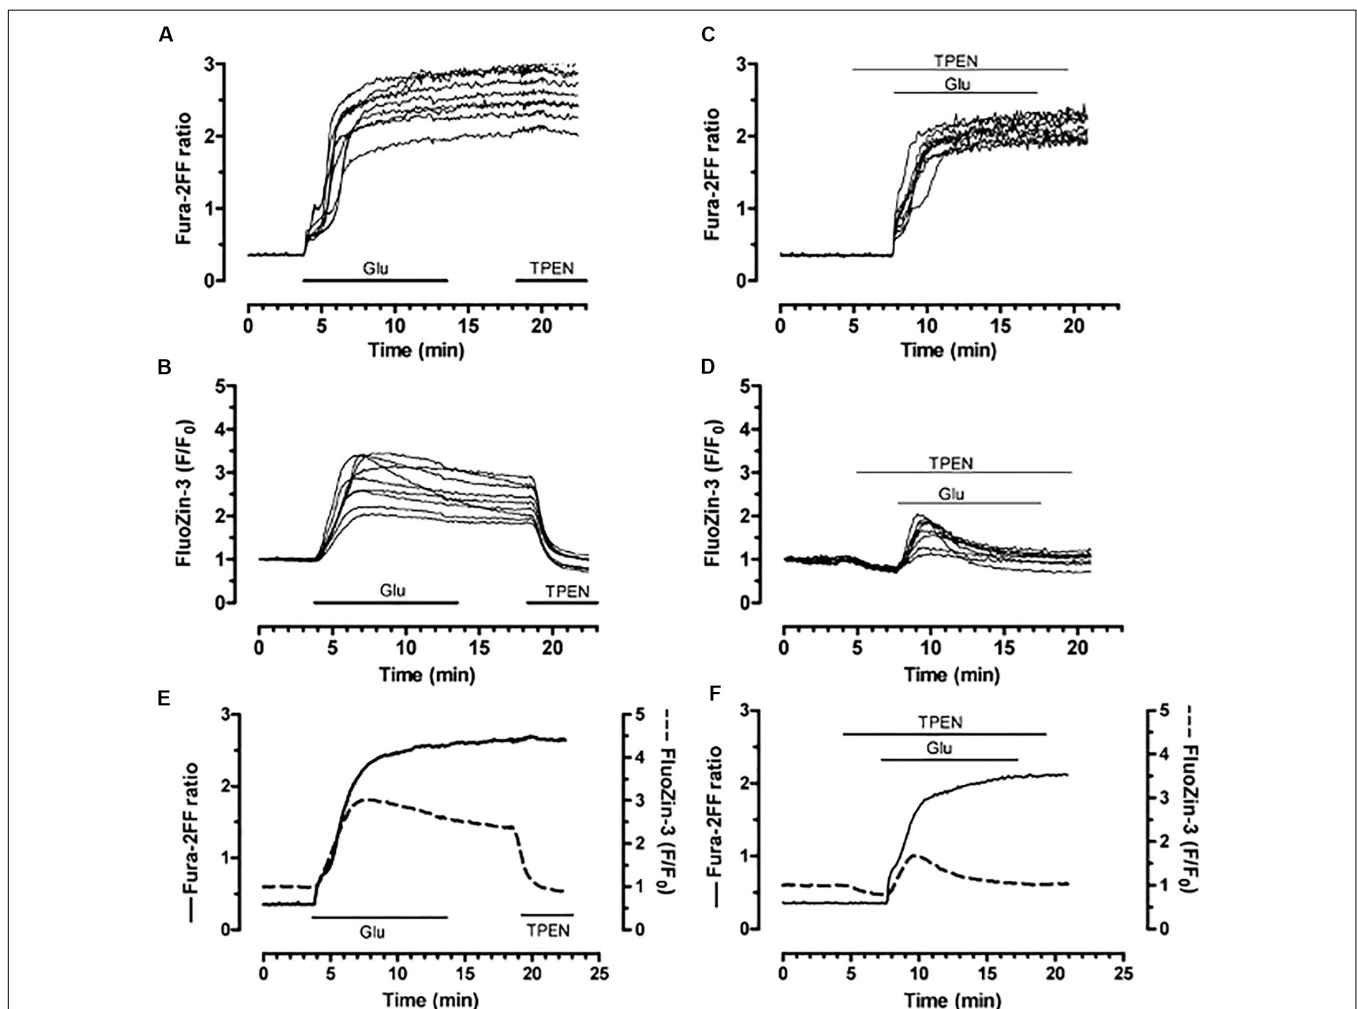 A
Fura-2FF ratio
3
2
1
0
Glu
TPEN
0 5 10 15 20
Time (min)
C
Fura-2FF ratio
3
2
1
0
TPEN
Glu
0 5 10 15 20
Time (min)
B
FluoZin-3 (F/F0)
5
4
3
2
1
0
Glu
TPEN
0 5 10 15 20
Time (min)
D
FluoZin-3 (F/F0)
5
4
3
2
1
0
TPEN
Glu
0 5 10 15 20
Time (min)
E
Fura-2FF ratio
3
2
1
0
Glu
TPEN
5
4
3
2
1
0
FluoZin-3 (F/F0)
0 5 10 15 20 25
Time (min)
F
Fura-2FF ratio
3
2
1
0
TPEN
Glu
5
4
3
2
1
0
FluoZin-3 (F/F0)
0 5 10 15 20 25
Time (min)